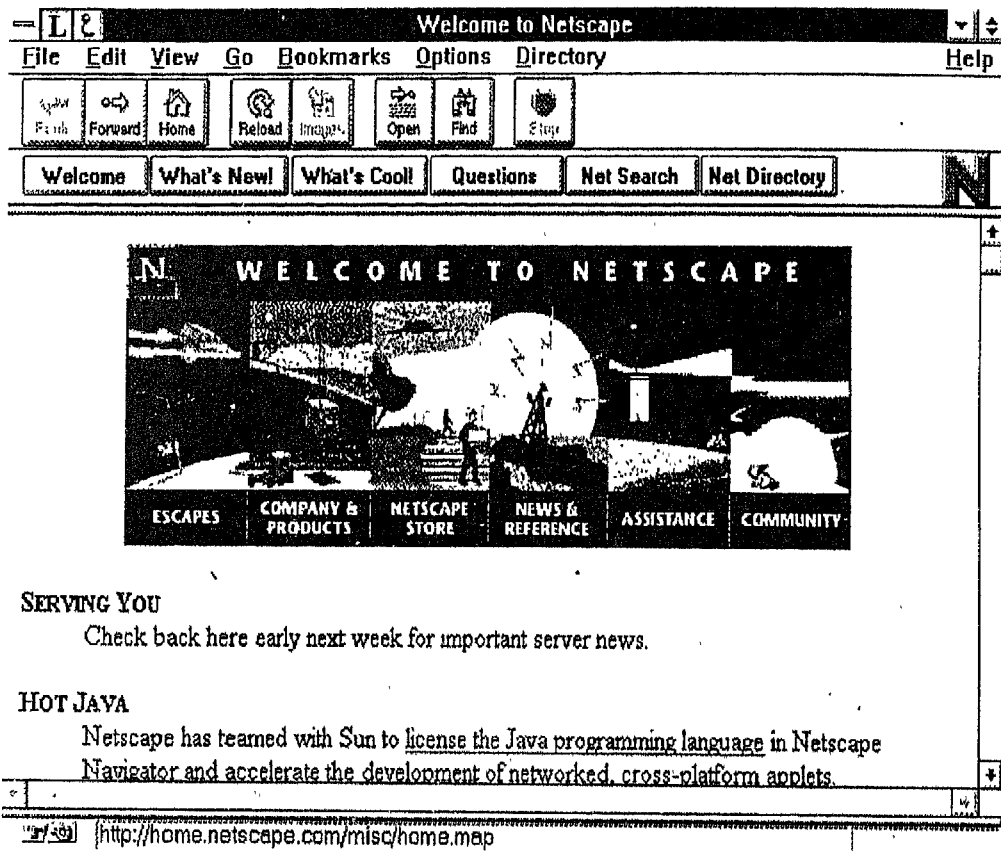 L ع Welcome to Netscape
File Edit View Go Bookmarks Options Directory Help
Back Forward Home Reload Images Open Find Stop
Welcome What's New! What's Cool! Questions Net Search Net Directory N
N WELCOME TO NETSCAPE
ESCAPES COMPANY & PRODUCTS NETSCAPE STORE NEWS & REFERENCE ASSISTANCE COMMUNITY
SERVING YOU
Check back here early next week for important server news.
HOT JAVA
Netscape has teamed with Sun to license the Java programming language in Netscape
Navigator and accelerate the development of networked, cross-platform applets.
http://home.netscape.com/misc/home.map